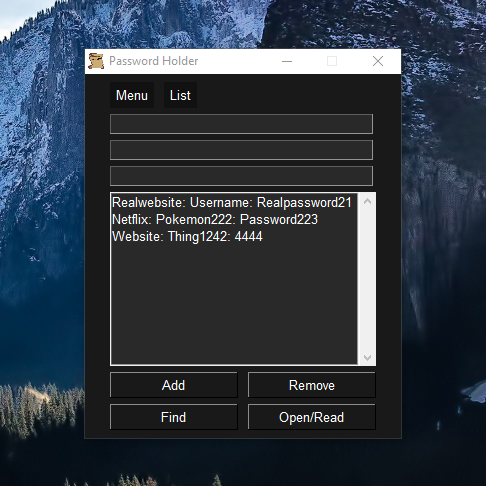 Password Holder
Menu List
Realwebsite: Username: Realpassword21
Netflix: Pokemon222: Password223
Website: Thing1242: 4444
Add Remove
Find Open/Read